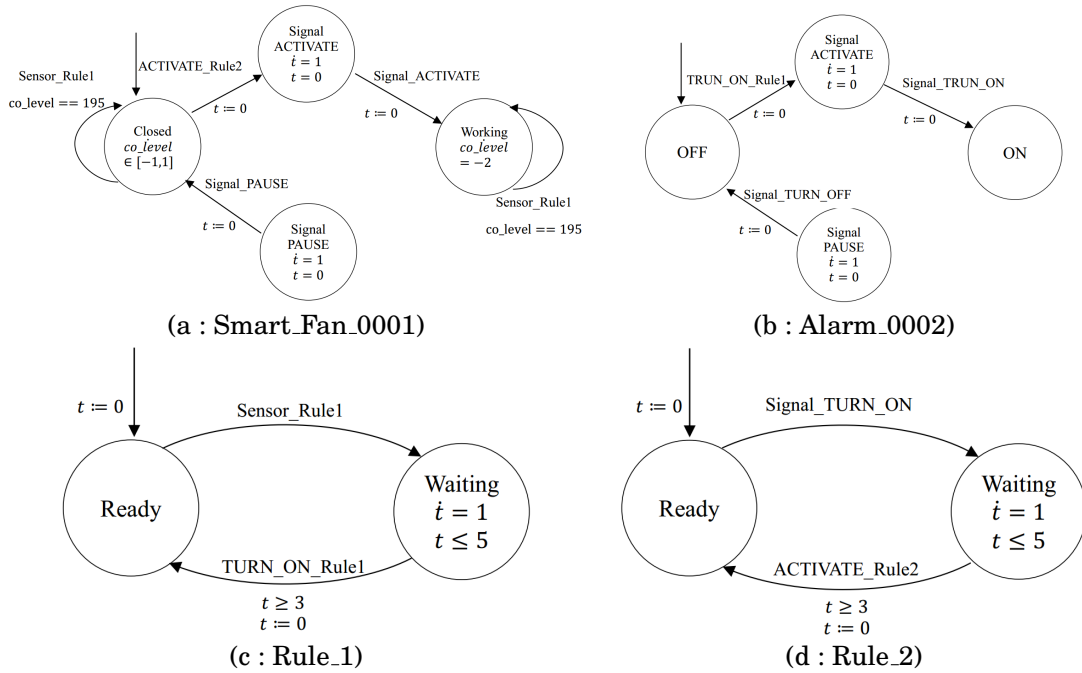 Signal
ACTIVATE
ṫ = 1
t = 0
ACTIVATE_Rule2
Sensor_Rule1
co_level == 195
Signal_ACTIVATE
t ≔ 0
t ≔ 0
Closed
co_level̇
∈ [−1,1]
Working
co_level̇
= −2
Signal_PAUSE
t ≔ 0
Sensor_Rule1
co_level == 195
Signal
PAUSE
ṫ = 1
t = 0
(a : Smart_Fan_0001)
Signal
ACTIVATE
ṫ = 1
t = 0
TRUN_ON_Rule1
Signal_TRUN_ON
t ≔ 0
t ≔ 0
OFF
ON
Signal_TURN_OFF
t ≔ 0
Signal
PAUSE
ṫ = 1
t = 0
(b : Alarm_0002)
t ≔ 0
Sensor_Rule1
Ready
Waiting
ṫ = 1
t ≤ 5
TURN_ON_Rule1
t ≥ 3
t ≔ 0
(c : Rule_1)
t ≔ 0
Signal_TURN_ON
Ready
Waiting
ṫ = 1
t ≤ 5
ACTIVATE_Rule2
t ≥ 3
t ≔ 0
(d : Rule_2)